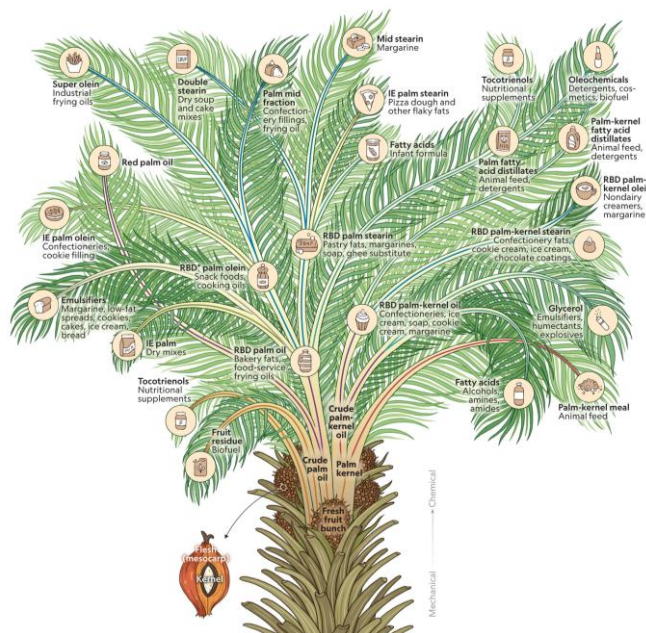 Mid stearin
Margarine
Super olein
Industrial
frying oils
Double
stearin
Dry soup and
cake
mixes
Palm mid
fraction
Confection
ery fillings,
frying oil
IE palm stearin
Pizza dough and
other flaky fats
Tocotrienols
Nutritional
supplements
Oleochemicals
Detergents, cos-
metics, biofuel
Fatty acids
Infant formula
Palm-kernel
fatty acid
distillates
Animal feed,
detergents
Red palm oil
Palm fatty
acid distillates
Animal feed,
detergents
RBD palm-
kernel olei
Nondairy
creamers,
margarine
IE palm olein
Confectioneries,
cookie filling
RBD palm stearin
Pastry fats, margarines,
soap, ghee substitute
RBD palm-kernel stearin
Confectionery fats,
cookie cream, ice cream,
chocolate coatings
RBD* palm olein
Snack foods,
cooking oils
Emulsifiers
Margarine, low-fat
spreads, cookies,
cakes, ice cream,
bread
RBD palm-kernel oil
Confectioneries, ice
cream, soap, cookie
cream, margarine
Glycerol
Emulsifiers,
humectants,
explosives
IE palm
Dry mixes
RBD palm oil
Bakery fats,
food-service
frying oils
Tocotrienols
Nutritional
supplements
Fatty acids
Alcohols,
amines,
amides
Palm-kernel meal
Animal feed
Crude
palm-
kernel
oil
Fruit
residue
Biofuel
Crude
palm
oil
Palm
kernel
Fresh
fruit
bunch
Flesh
(mesocarp)
Kernel
Mechanical
Chemical